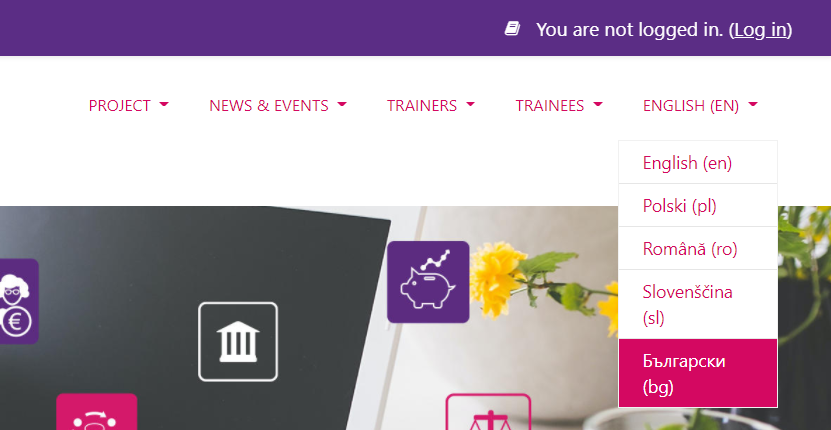 You are not logged in. (Log in)
PROJECT NEWS & EVENTS TRAINERS TRAINEES ENGLISH (EN)
English (en)
Polski (pl)
Română (ro)
Slovenščina
(sl)
Български
(bg)
€